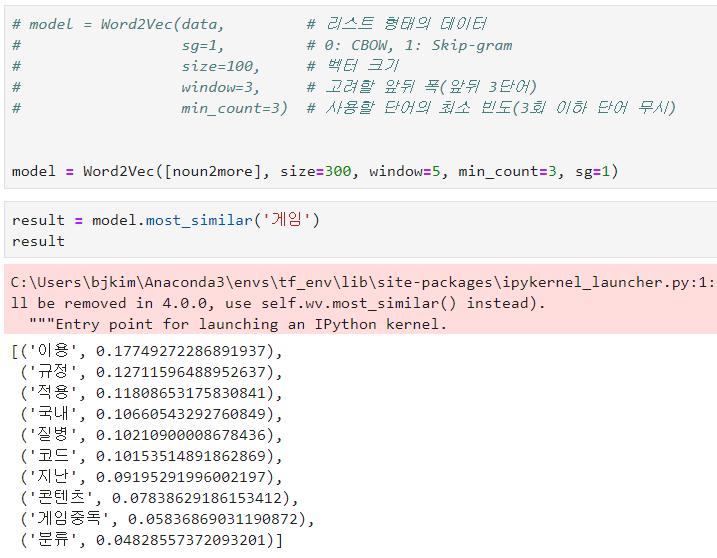 # model = Word2Vec(data,         # 리스트 형태의 데이터
#                  sg=1,         # 0: CBOW, 1: Skip-gram
#                  size=100,     # 벡터 크기
#                  window=3,     # 고려할 앞뒤 폭(앞뒤 3단어)
#                  min_count=3)  # 사용할 단어의 최소 빈도(3회 이하 단어 무시)
model = Word2Vec([noun2more], size=300, window=5, min_count=3, sg=1)
result = model.most_similar('게임')
result
C:\Users\bjkim\Anaconda3\envs\tf_env\lib\site-packages\ipykernel_launcher.py:1:
ll be removed in 4.0.0, use self.wv.most_similar() instead).
  """Entry point for launching an IPython kernel.
[('이용', 0.17749272286891937),
 ('규정', 0.12711596488952637),
 ('적용', 0.11808653175830841),
 ('국내', 0.10660543292760849),
 ('질병', 0.10210900008678436),
 ('코드', 0.10153514891862869),
 ('지난', 0.09195291996002197),
 ('콘텐츠', 0.07838629186153412),
 ('게임중독', 0.05836869031190872),
 ('분류', 0.04828557372093201)]